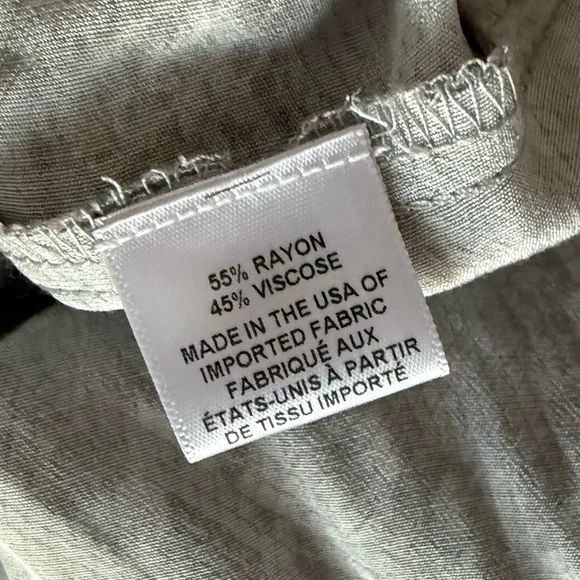 55% RAYON
45% VISCOSE
MADE IN THE USA OF
IMPORTED FABRIC
FABRIQUÉ AUX
ÉTATS-UNIS À PARTIR
DE TISSU IMPORTÉ